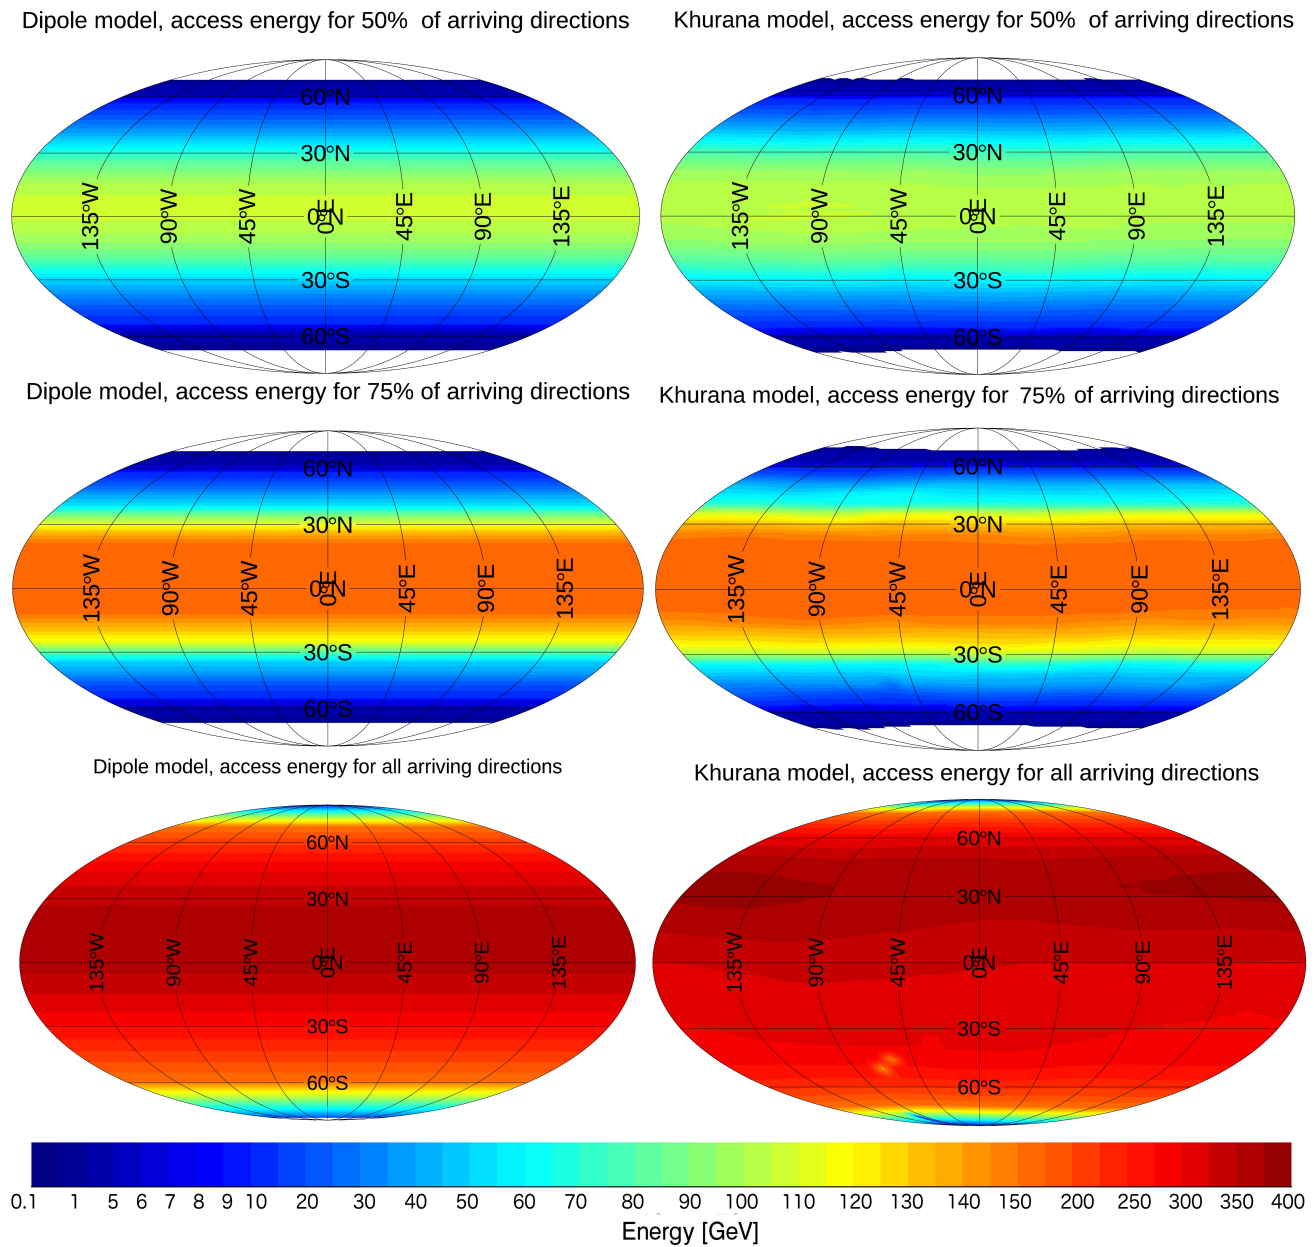 Dipole model, access energy for 50% of arriving directions
Khurana model, access energy for 50% of arriving directions
60°N
30°N
135°W 90°W 45°W 0°E 0°N 45°E 90°E 135°E
30°S
60°S
60°N
30°N
135°W 90°W 45°W 0°E 0°N 45°E 90°E 135°E
30°S
60°S
Dipole model, access energy for 75% of arriving directions
Khurana model, access energy for 75% of arriving directions
60°N
30°N
135°W 90°W 45°W 0°E 0°N 45°E 90°E 135°E
30°S
60°S
60°N
30°N
135°W 90°W 45°W 0°E 0°N 45°E 90°E 135°E
30°S
60°S
Dipole model, access energy for all arriving directions
Khurana model, access energy for all arriving directions
60°N
30°N
135°W 90°W 45°W 0°E 0°N 45°E 90°E 135°E
30°S
60°S
60°N
30°N
135°W 90°W 45°W 0°E 0°N 45°E 90°E 135°E
30°S
60°S
0.1 1 5 6 7 8 9 10 20 30 40 50 60 70 80 90 100 110 120 130 140 150 200 250 300 350 400
Energy [GeV]